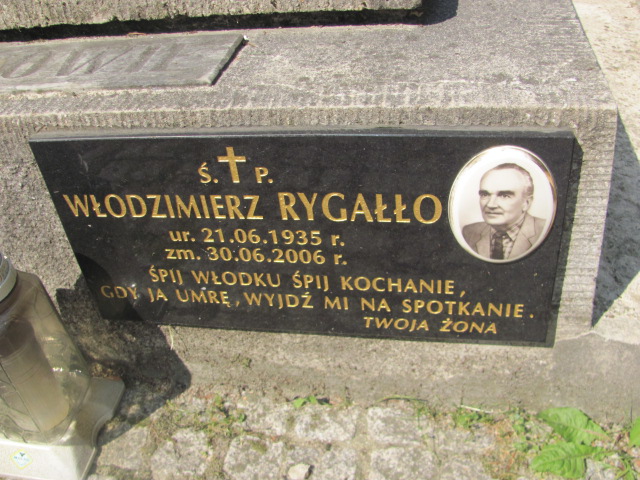 Ś. P.
WŁODZIMIERZ RYGAŁŁO
ur. 21.06.1935 r.
zm. 30.06.2006 r.
ŚPIJ WŁODKU ŚPIJ KOCHANIE,
GDY JA UMRĘ, WYJDŹ MI NA SPOTKANIE.
TWOJA ŻONA